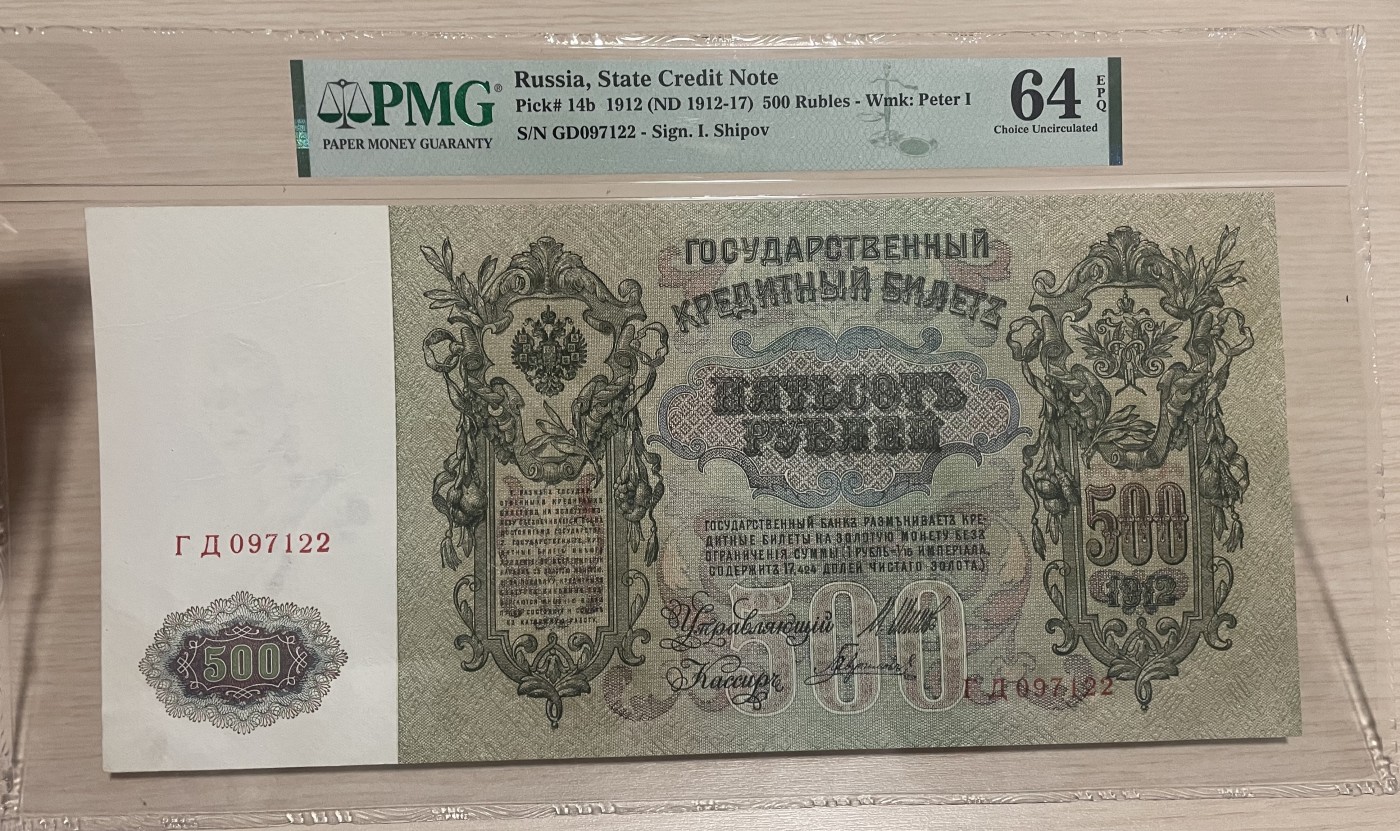 PMG®
PAPER MONEY GUARANTY
Russia, State Credit Note
Pick# 14b 1912 (ND 1912-17) 500 Rubles - Wmk: Peter I
S/N GD097122 - Sign. I. Shipov
64 EPQ
Choice Uncirculated
ГОСУДАРСТВЕННЫЙ
КРЕДИТНЫЙ БИЛЕТЪ
ПЯТЬСОТЪ
РУБЛЕЙ
ГОСУДАРСТВЕННЫЙ БАНКЪ РАЗМѢНИВАЕТЪ КРЕ-
ДИТНЫЕ БИЛЕТЫ НА ЗОЛОТУЮ МОНЕТУ БЕЗЪ
ОГРАНИЧЕНІЯ СУММЫ (1 РУБЛЬ=1/15 ИМПЕРІАЛА,
СОДЕРЖИТЪ 17,424 ДОЛЕЙ ЧИСТАГО ЗОЛОТА.)
500
1912
ГД 097122
500
500
Управляющій
Кассиръ
ГД 097122